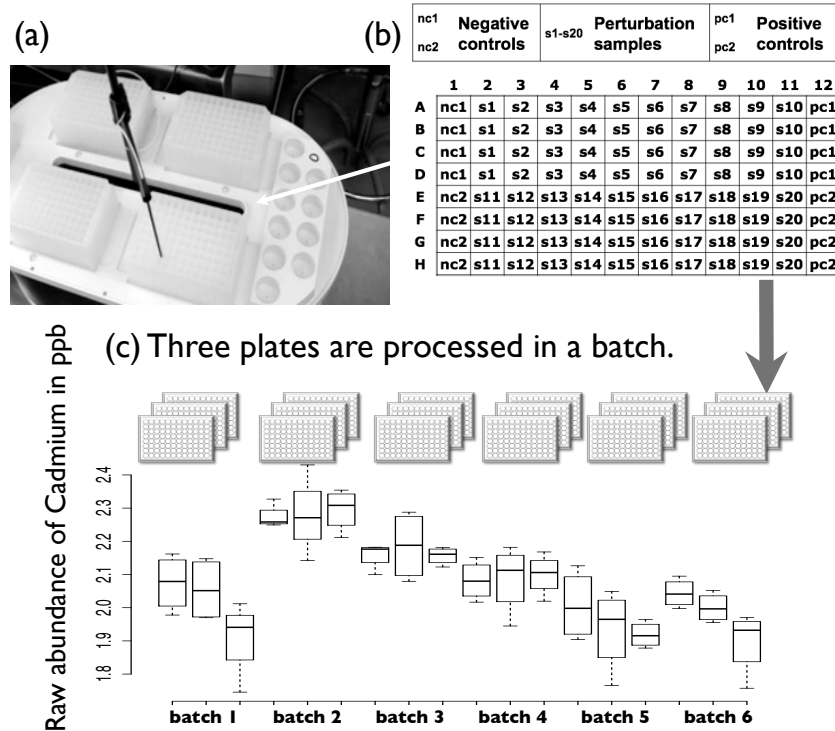 (a)
(b)
nc1 Negative s1-s20 Perturbation pc1 Positive
nc2 controls samples pc2 controls
1 2 3 4 5 6 7 8 9 10 11 12
A nc1 s1 s2 s3 s4 s5 s6 s7 s8 s9 s10 pc1
B nc1 s1 s2 s3 s4 s5 s6 s7 s8 s9 s10 pc1
C nc1 s1 s2 s3 s4 s5 s6 s7 s8 s9 s10 pc1
D nc1 s1 s2 s3 s4 s5 s6 s7 s8 s9 s10 pc1
E nc2 s11 s12 s13 s14 s15 s16 s17 s18 s19 s20 pc2
F nc2 s11 s12 s13 s14 s15 s16 s17 s18 s19 s20 pc2
G nc2 s11 s12 s13 s14 s15 s16 s17 s18 s19 s20 pc2
H nc2 s11 s12 s13 s14 s15 s16 s17 s18 s19 s20 pc2
(c) Three plates are processed in a batch.
Raw abundance of Cadmium in ppb
2.4
2.3
2.2
2.1
2.0
1.9
1.8
batch 1 batch 2 batch 3 batch 4 batch 5 batch 6